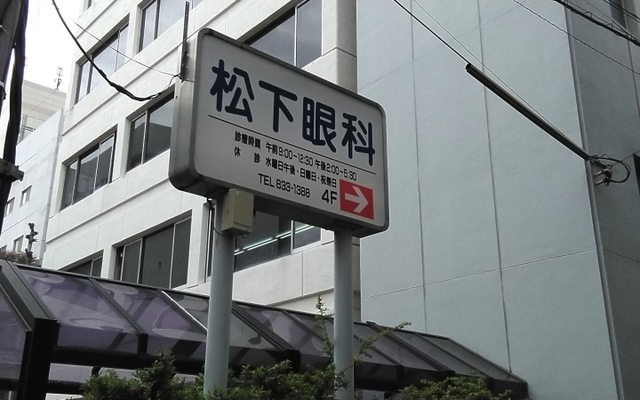 松下眼科
診療時間 午前9:00~12:30 午後2:00~5:30
休 診 水曜日午後・日曜日・祝祭日
TEL 833-1388 4F